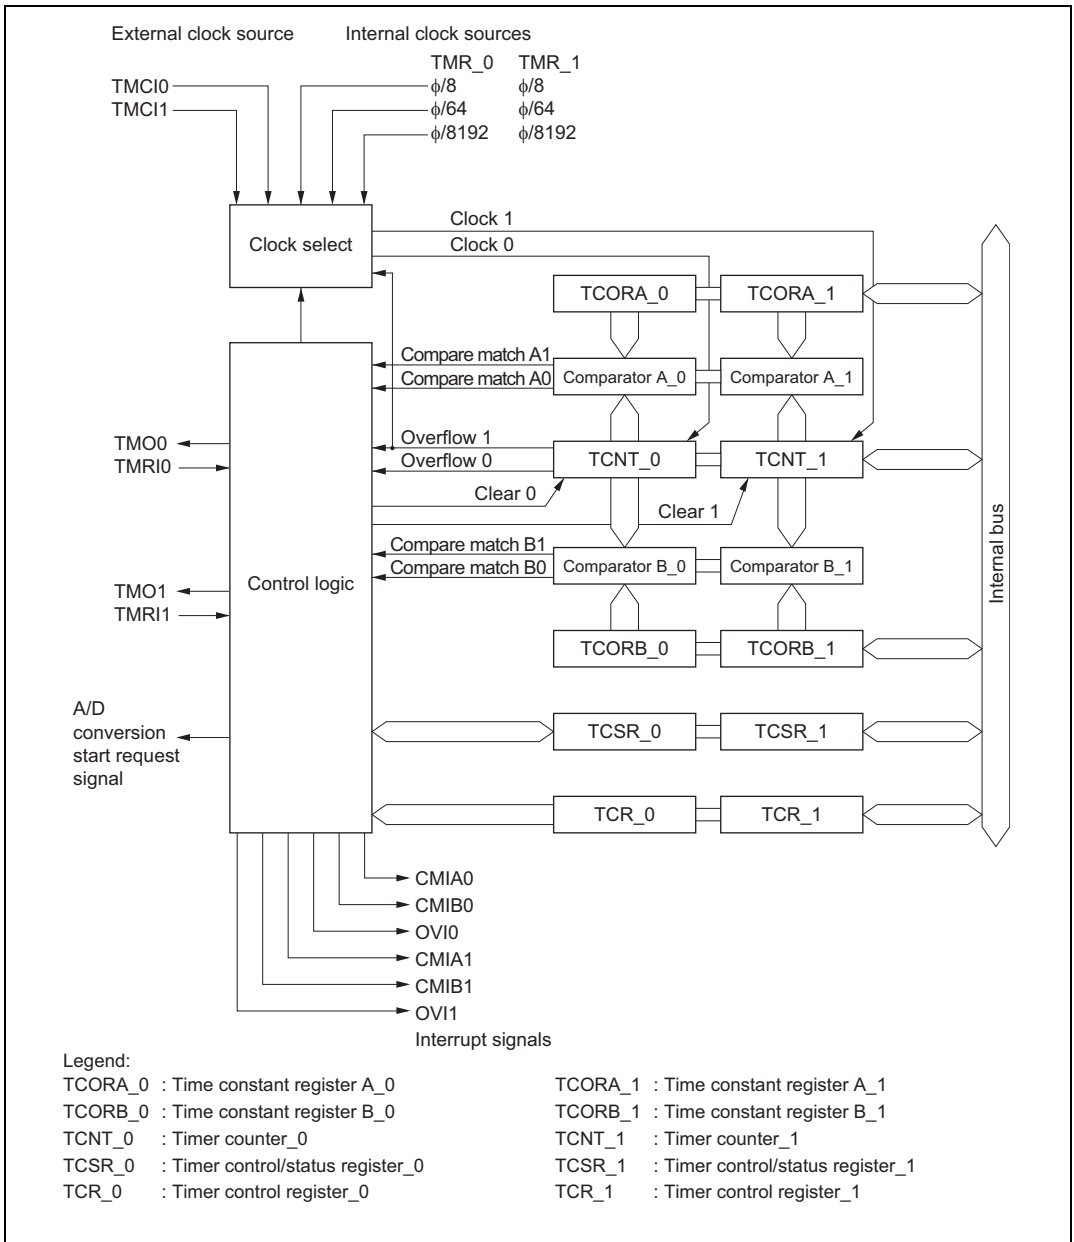 External clock source
Internal clock sources
TMR_0 TMR_1
TMCI0
ϕ/8 ϕ/8
TMCI1
ϕ/64 ϕ/64
ϕ/8192 ϕ/8192
Clock select
Clock 1
Clock 0
TCORA_0
TCORA_1
Compare match A1
Compare match A0
Comparator A_0
Comparator A_1
TMO0
TMRI0
Overflow 1
Overflow 0
TCNT_0
TCNT_1
Clear 0
Clear 1
Internal bus
Compare match B1
Compare match B0
Comparator B_0
Comparator B_1
Control logic
TMO1
TMRI1
TCORB_0
TCORB_1
A/D
conversion
start request
signal
TCSR_0
TCSR_1
TCR_0
TCR_1
CMIA0
CMIB0
OVI0
CMIA1
CMIB1
OVI1
Interrupt signals
Legend:
TCORA_0 : Time constant register A_0
TCORA_1 : Time constant register A_1
TCORB_0 : Time constant register B_0
TCORB_1 : Time constant register B_1
TCNT_0 : Timer counter_0
TCNT_1 : Timer counter_1
TCSR_0 : Timer control/status register_0
TCSR_1 : Timer control/status register_1
TCR_0 : Timer control register_0
TCR_1 : Timer control register_1